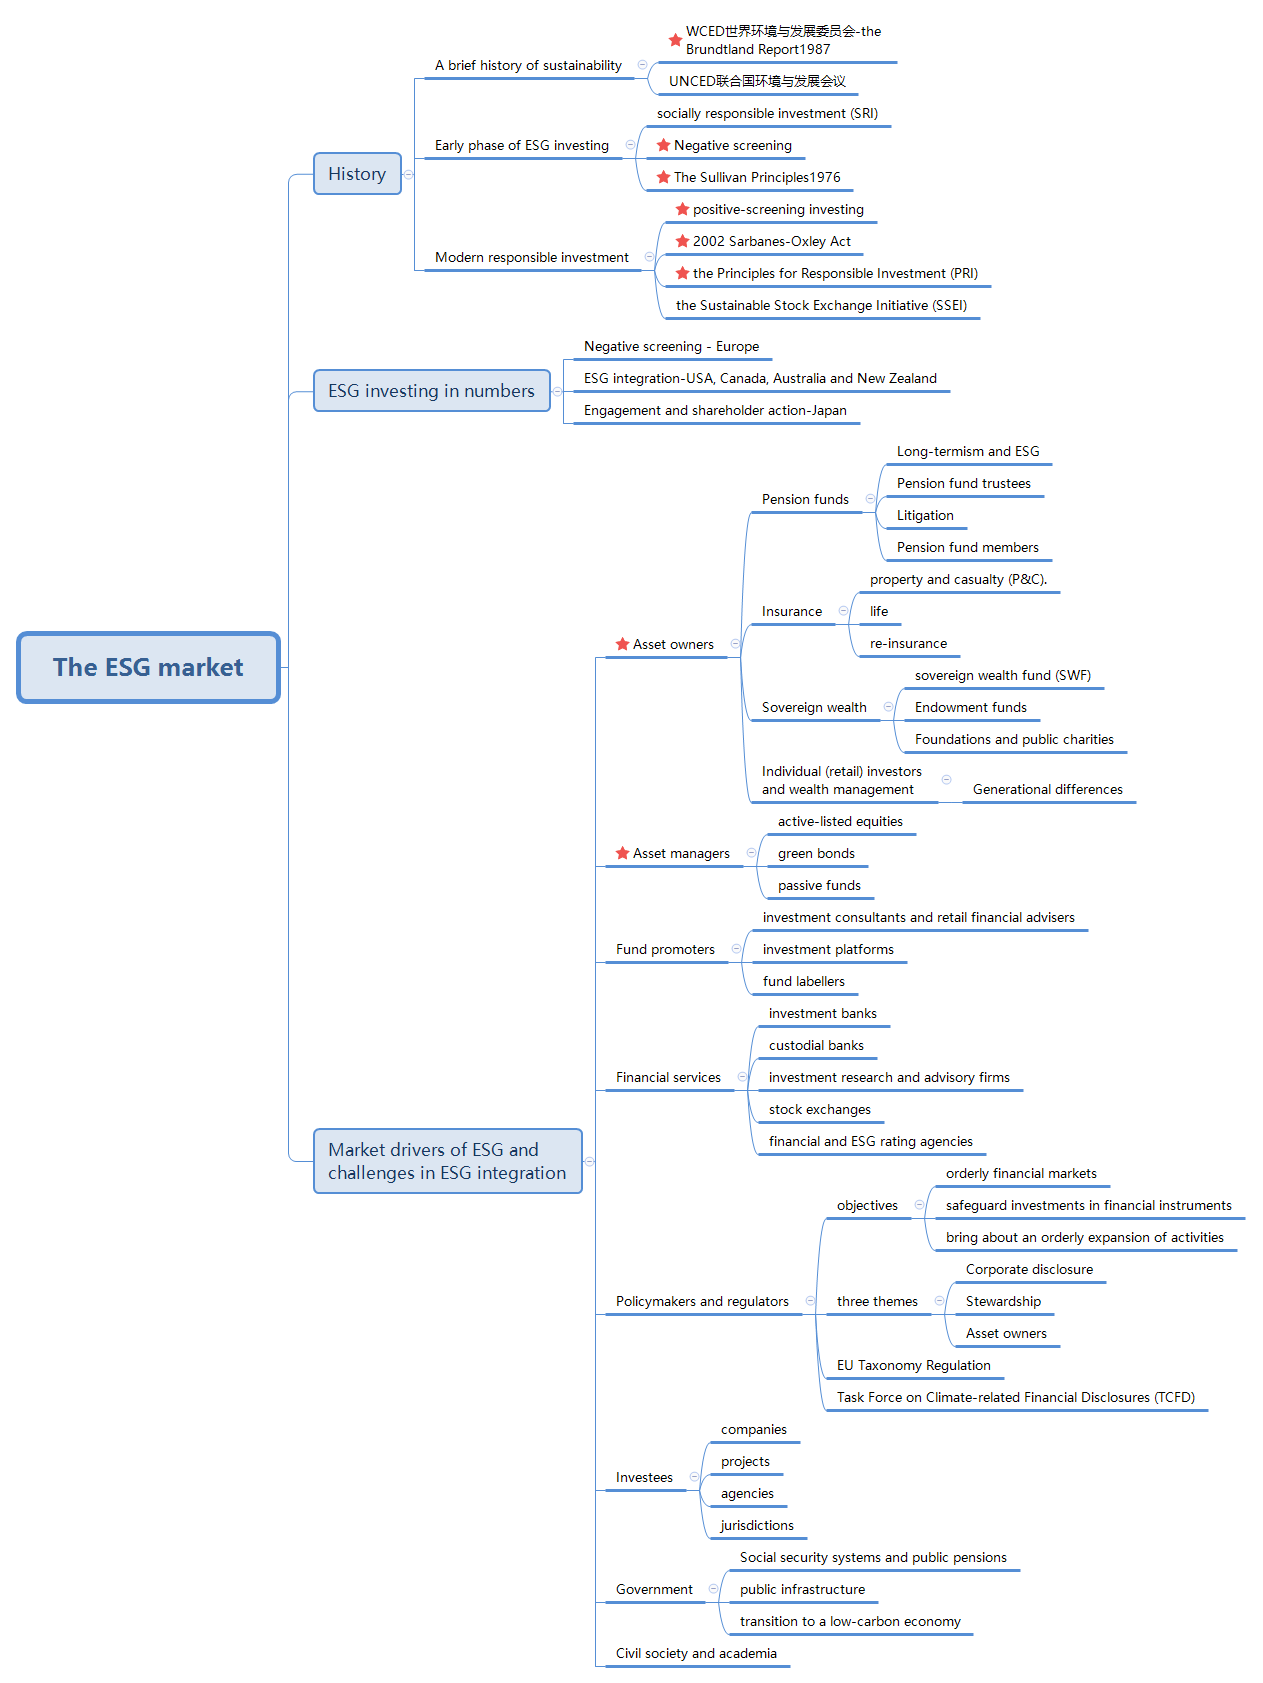 The ESG market
History
A brief history of sustainability
WCED世界环境与发展委员会-the
Brundtland Report1987
UNCED联合国环境与发展会议
Early phase of ESG investing
socially responsible investment (SRI)
Negative screening
The Sullivan Principles1976
Modern responsible investment
positive-screening investing
2002 Sarbanes-Oxley Act
the Principles for Responsible Investment (PRI)
the Sustainable Stock Exchange Initiative (SSEI)
ESG investing in numbers
Negative screening - Europe
ESG integration-USA, Canada, Australia and New Zealand
Engagement and shareholder action-Japan
Market drivers of ESG and
challenges in ESG integration
Asset owners
Pension funds
Long-termism and ESG
Pension fund trustees
Litigation
Pension fund members
Insurance
property and casualty (P&C).
life
re-insurance
Sovereign wealth
sovereign wealth fund (SWF)
Endowment funds
Foundations and public charities
Individual (retail) investors
and wealth management
Generational differences
Asset managers
active-listed equities
green bonds
passive funds
Fund promoters
investment consultants and retail financial advisers
investment platforms
fund labellers
Financial services
investment banks
custodial banks
investment research and advisory firms
stock exchanges
financial and ESG rating agencies
Policymakers and regulators
objectives
orderly financial markets
safeguard investments in financial instruments
bring about an orderly expansion of activities
three themes
Corporate disclosure
Stewardship
Asset owners
EU Taxonomy Regulation
Task Force on Climate-related Financial Disclosures (TCFD)
Investees
companies
projects
agencies
jurisdictions
Government
Social security systems and public pensions
public infrastructure
transition to a low-carbon economy
Civil society and academia